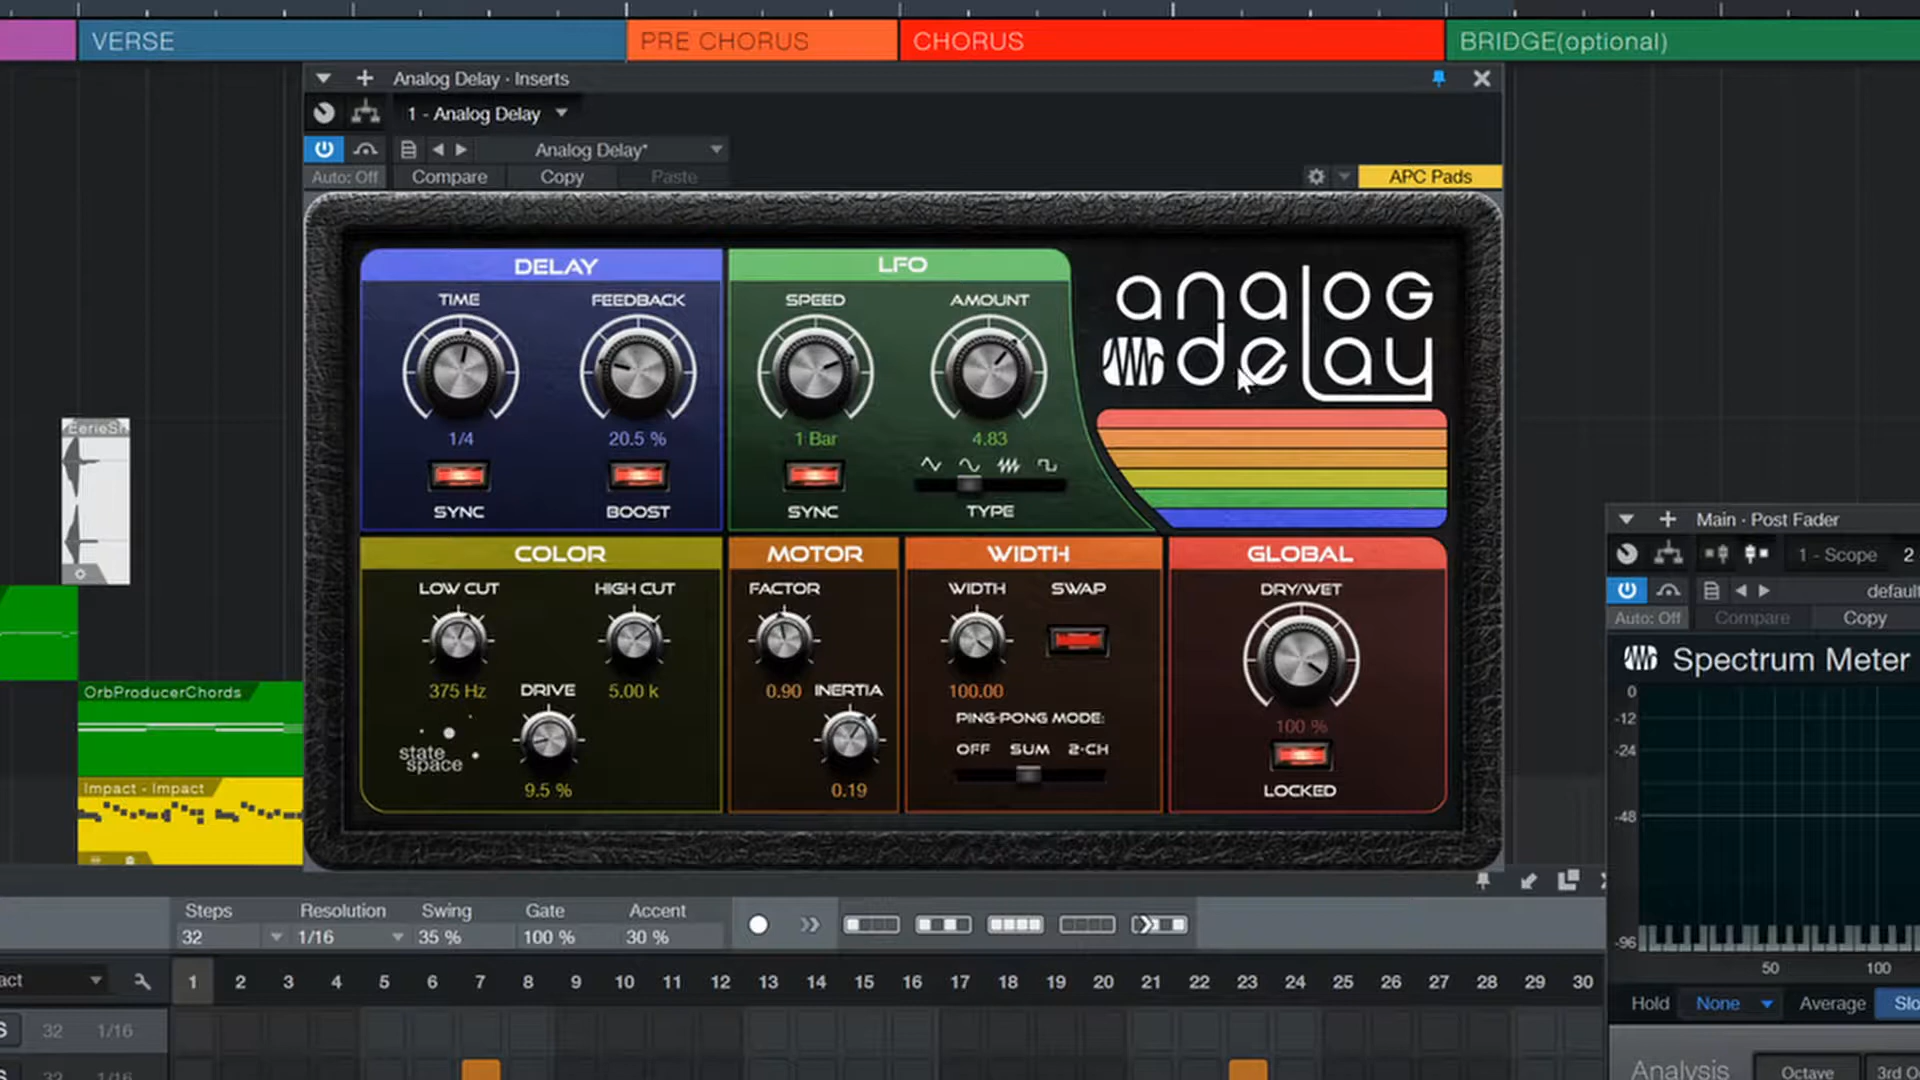 VERSE
PRE CHORUS
CHORUS
BRIDGE(optional)
Analog Delay · Inserts
1 - Analog Delay
Analog Delay*
Auto: Off
Compare
Copy
Paste
APC Pads
DELAY
TIME
FEEDBACK
1/4
20.5 %
SYNC
BOOST
LFO
SPEED
AMOUNT
1 Bar
4.83
SYNC
TYPE
analog
delay
COLOR
LOW CUT
HIGH CUT
375 Hz
5.00 k
DRIVE
9.5 %
state
space
MOTOR
FACTOR
0.90
INERTIA
0.19
WIDTH
WIDTH
SWAP
100.00
PING-PONG MODE:
OFF SUM 2-CH
GLOBAL
DRY/WET
100 %
LOCKED
OrbProducerChords
Impact - Impact
Main · Post Fader
1 - Scope
2
default
Auto: Off
Compare
Copy
Spectrum Meter
0
-12
-24
-48
-96
50
100
Hold
None
Average
Analysis
Octave
Steps
Resolution
Swing
Gate
Accent
32
1/16
35 %
100 %
30 %
1 2 3 4 5 6 7 8 9 10 11 12 13 14 15 16 17 18 19 20 21 22 23 24 25 26 27 28 29 30
32 1/16
32 1/16